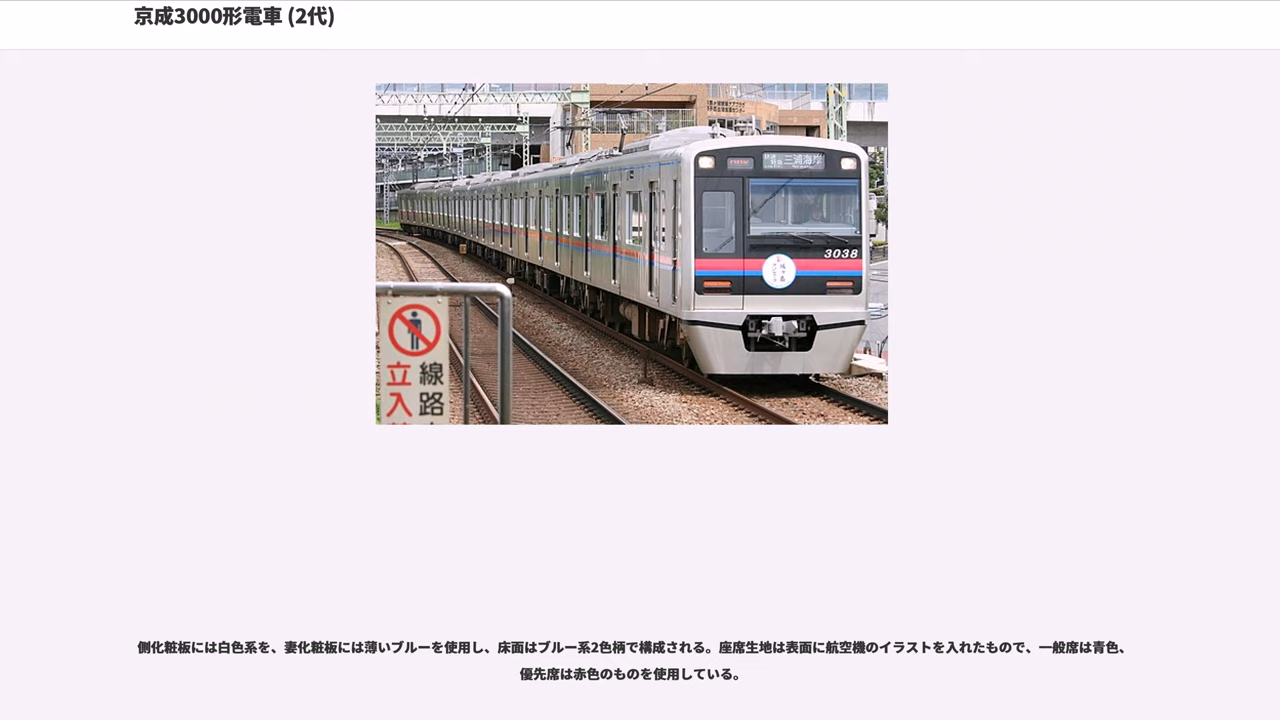 京成3000形電車 (2代)
三浦海岸
3038
立 線
入 路
側化粧板には白色系を、妻化粧板には薄いブルーを使用し、床面はブルー系2色柄で構成される。座席生地は表面に航空機のイラストを入れたもので、一般席は青色、
優先席は赤色のものを使用している。